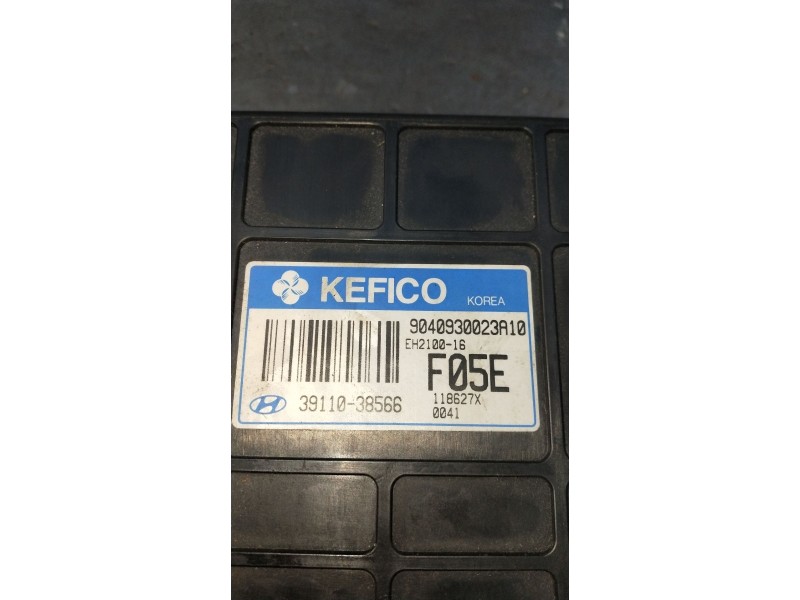 KEFICO KOREA
9040930023A10
EH2100-16
F05E
39110-38566
118627X
0041